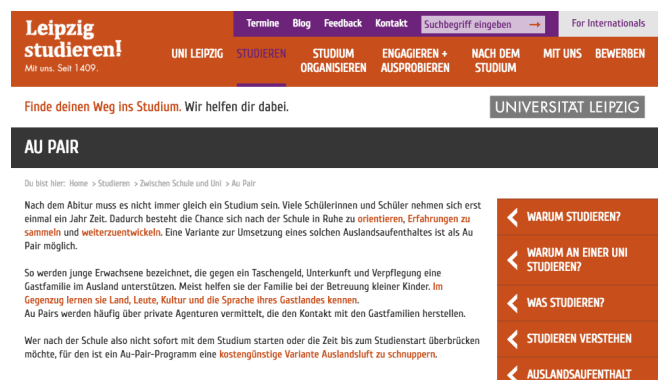 Leipzig
studieren!
Mit uns. Seit 1409.
Termine Blog Feedback Kontakt Suchbegriff eingeben → For Internationals
UNI LEIPZIG STUDIEREN STUDIUM ORGANISIEREN ENGAGIEREN + AUSPROBIEREN NACH DEM STUDIUM MIT UNS BEWERBEN
Finde deinen Weg ins Studium. Wir helfen dir dabei.
UNIVERSITÄT LEIPZIG
AU PAIR
Du bist hier: Home > Studieren > Zwischen Schule und Uni > Au Pair
Nach dem Abitur muss es nicht immer gleich ein Studium sein. Viele Schülerinnen und Schüler nehmen sich erst
einmal ein Jahr Zeit. Dadurch besteht die Chance sich nach der Schule in Ruhe zu orientieren, Erfahrungen zu
sammeln und weiterzuentwickeln. Eine Variante zur Umsetzung eines solchen Auslandsaufenthaltes ist als Au
Pair möglich.
So werden junge Erwachsene bezeichnet, die gegen ein Taschengeld, Unterkunft und Verpflegung eine
Gastfamilie im Ausland unterstützen. Meist helfen sie der Familie bei der Betreuung kleiner Kinder. Im
Gegenzug lernen sie Land, Leute, Kultur und die Sprache ihres Gastlandes kennen.
Au Pairs werden häufig über private Agenturen vermittelt, die den Kontakt mit den Gastfamilien herstellen.
Wer nach der Schule also nicht sofort mit dem Studium starten oder die Zeit bis zum Studienstart überbrücken
möchte, für den ist ein Au-Pair-Programm eine kostengünstige Variante Auslandsluft zu schnuppern.
WARUM STUDIEREN?
WARUM AN EINER UNI
STUDIEREN?
WAS STUDIEREN?
STUDIEREN VERSTEHEN
AUSLANDSAUFENTHALT